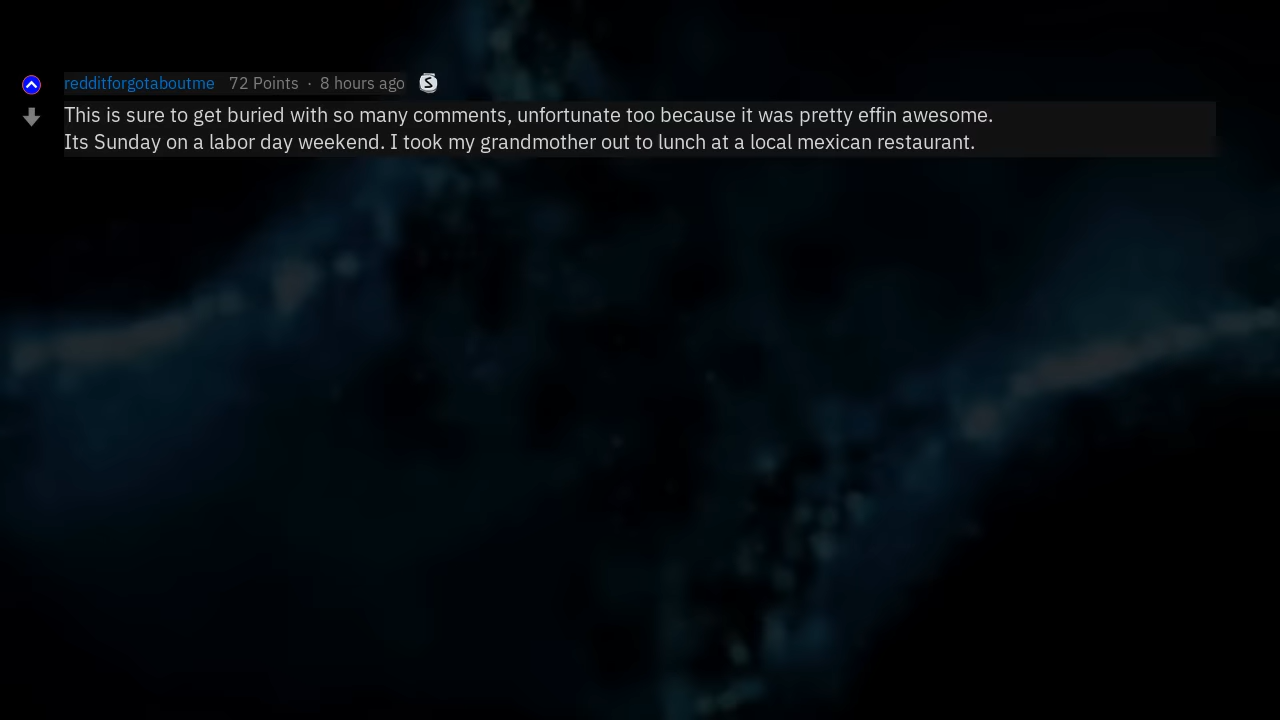 redditforgotaboutme 72 Points · 8 hours ago S
This is sure to get buried with so many comments, unfortunate too because it was pretty effin awesome.
Its Sunday on a labor day weekend. I took my grandmother out to lunch at a local mexican restaurant.